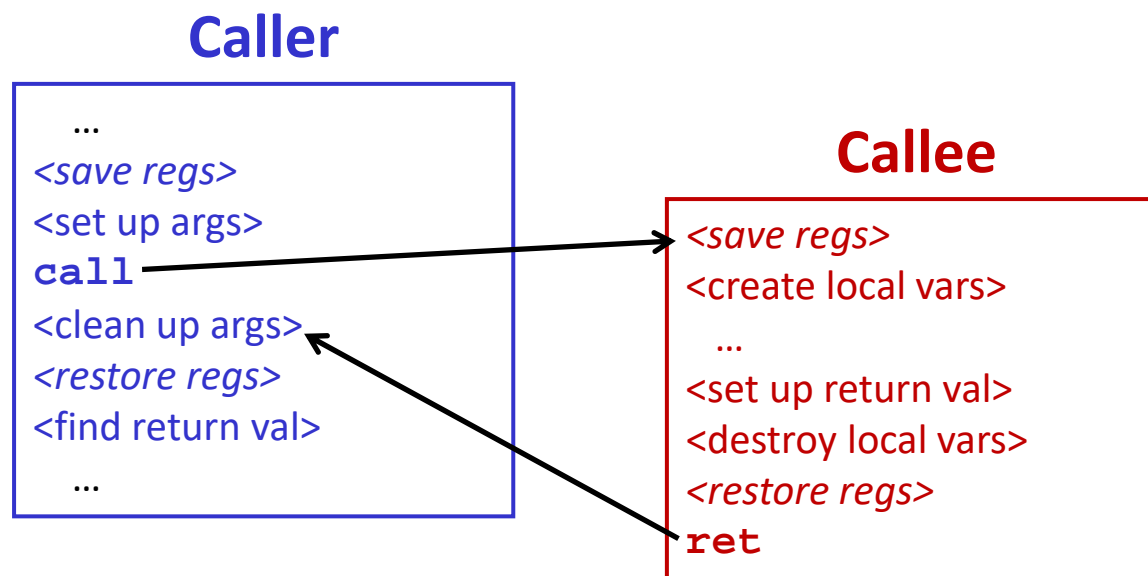 Caller
...
<save regs>
<set up args>
call
<clean up args>
<restore regs>
<find return val>
...
Callee
<save regs>
<create local vars>
...
<set up return val>
<destroy local vars>
<restore regs>
ret